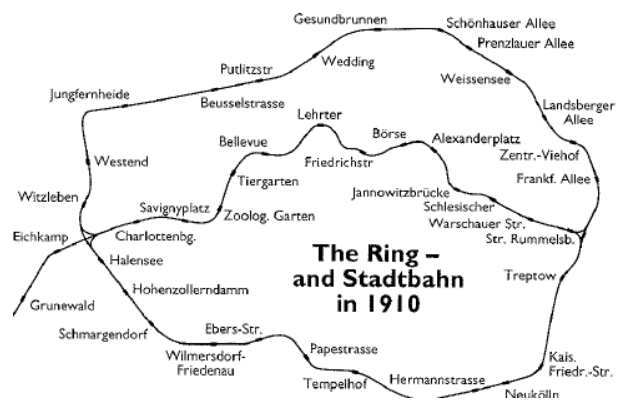 Gesundbrunnen
Schönhauser Allee
Prenzlauer Allee
Wedding
Putlitzstr
Weissensee
Jungfernheide
Beusselstrasse
Landsberger
Allee
Lehrter
Börse
Alexanderplatz
Bellevue
Friedrichstr
Zentr.-Viehof
Westend
Tiergarten
Frankf. Allee
Jannowitzbrücke
Witzleben
Savignyplatz
Schlesischer
Zoolog. Garten
Warschauer Str.
Eichkamp
Charlottenbg.
Str. Rummelsb.
Halensee
The Ring –
and Stadtbahn
in 1910
Treptow
Grunewald
Hohenzollerndamm
Schmargendorf
Ebers-Str.
Wilmersdorf-
Friedenau
Papestrasse
Tempelhof
Hermannstrasse
Kais.
Friedr.-Str.
Neukölln